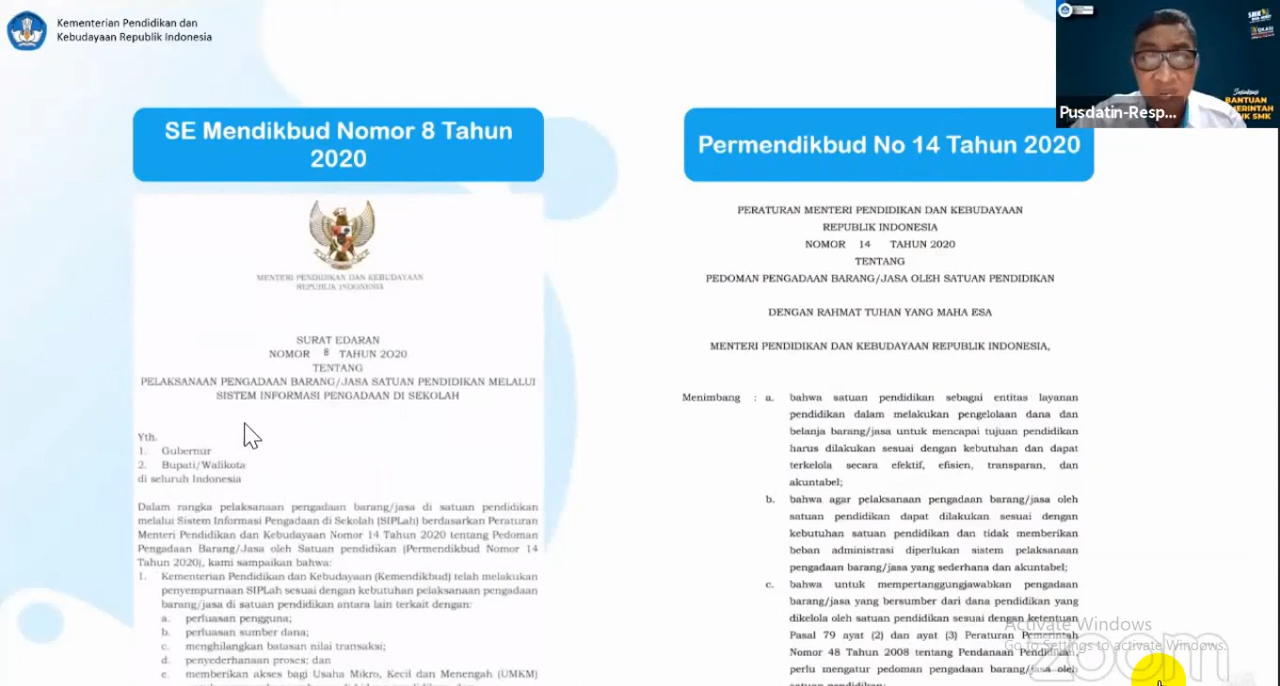 Kementerian Pendidikan dan
Kebudayaan Republik Indonesia
SE Mendikbud Nomor 8 Tahun
2020
MENTERI PENDIDIKAN DAN KEBUDAYAAN
REPUBLIK INDONESIA
SURAT EDARAN
NOMOR 8 TAHUN 2020
TENTANG
PELAKSANAAN PENGADAAN BARANG/JASA SATUAN PENDIDIKAN MELALUI
SISTEM INFORMASI PENGADAAN DI SEKOLAH
Yth.
1. Gubernur
2. Bupati/Walikota
di seluruh Indonesia
Dalam rangka pelaksanaan pengadaan barang/jasa di satuan pendidikan
melalui Sistem Informasi Pengadaan di Sekolah (SIPLah) berdasarkan Peraturan
Menteri Pendidikan dan Kebudayaan Nomor 14 Tahun 2020 tentang Pedoman
Pengadaan Barang/Jasa oleh Satuan pendidikan (Permendikbud Nomor 14
Tahun 2020), kami sampaikan bahwa:
1. Kementerian Pendidikan dan Kebudayaan (Kemendikbud) telah melakukan
penyempurnaan SIPLah sesuai dengan kebutuhan pelaksanaan pengadaan
barang/jasa di satuan pendidikan antara lain terkait dengan:
a. perluasan pengguna;
b. perluasan sumber dana;
c. menghilangkan batasan nilai transaksi;
d. penyederhanaan proses; dan
e. memberikan akses bagi Usaha Mikro, Kecil dan Menengah (UMKM)
Permendikbud No 14 Tahun 2020
PERATURAN MENTERI PENDIDIKAN DAN KEBUDAYAAN
REPUBLIK INDONESIA
NOMOR 14 TAHUN 2020
TENTANG
PEDOMAN PENGADAAN BARANG/JASA OLEH SATUAN PENDIDIKAN
DENGAN RAHMAT TUHAN YANG MAHA ESA
MENTERI PENDIDIKAN DAN KEBUDAYAAN REPUBLIK INDONESIA,
Menimbang : a. bahwa satuan pendidikan sebagai entitas layanan
pendidikan dalam melakukan pengelolaan dana dan
belanja barang/jasa untuk mencapai tujuan pendidikan
harus dilakukan sesuai dengan kebutuhan dan dapat
terkelola secara efektif, efisien, transparan, dan
akuntabel;
b. bahwa agar pelaksanaan pengadaan barang/jasa oleh
satuan pendidikan dapat dilakukan sesuai dengan
kebutuhan satuan pendidikan dan tidak memberikan
beban administrasi diperlukan sistem pelaksanaan
pengadaan barang/jasa yang sederhana dan akuntabel;
c. bahwa untuk mempertanggungjawabkan pengadaan
barang/jasa yang bersumber dari dana pendidikan yang
dikelola oleh satuan pendidikan sesuai dengan ketentuan
Pasal 79 ayat (2) dan ayat (3) Peraturan Pemerintah
Nomor 48 Tahun 2008 tentang Pendanaan Pendidikan,
perlu mengatur pedoman pengadaan barang/jasa oleh
satuan pendidikan;
Pusdatin-Resp...
BANTUAN
SMK
Activate Windows
Go to Settings to activate Windows.
zoom